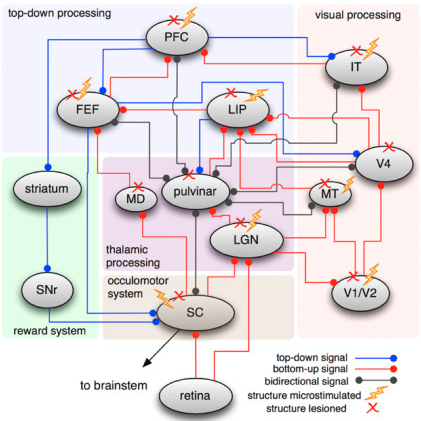 top-down processing
visual processing
PFC
IT
FEF
LIP
V4
striatum
MD
pulvinar
MT
LGN
thalamic
processing
occulomotor
system
SNr
SC
V1/V2
reward system
to brainstem
retina
top-down signal
bottom-up signal
bidirectional signal
structure microstimulated
structure lesioned